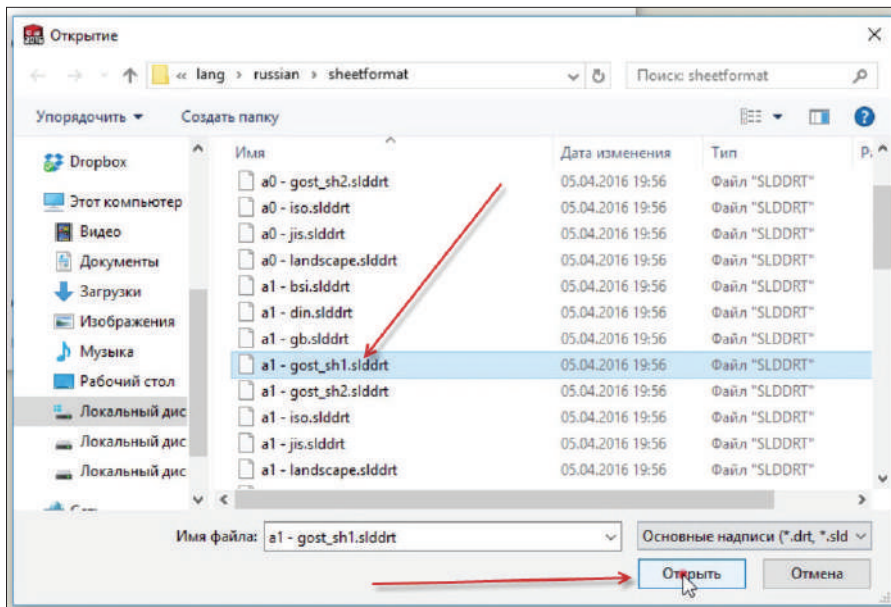 2016
Открытие
« lang › russian › sheetformat
Поиск: sheetformat
Упорядочить
Создать папку
Dropbox
Этот компьютер
Видео
Документы
Загрузки
Изображения
Музыка
Рабочий стол
Локальный дис
Локальный дис
Локальный дис
Имя Дата изменения Тип Р
a0 - gost_sh2.slddrt 05.04.2016 19:56 Файл "SLDDRT"
a0 - iso.slddrt 05.04.2016 19:56 Файл "SLDDRT"
a0 - jis.slddrt 05.04.2016 19:56 Файл "SLDDRT"
a0 - landscape.slddrt 05.04.2016 19:56 Файл "SLDDRT"
a1 - bsi.slddrt 05.04.2016 19:56 Файл "SLDDRT"
a1 - din.slddrt 05.04.2016 19:56 Файл "SLDDRT"
a1 - gb.slddrt 05.04.2016 19:56 Файл "SLDDRT"
a1 - gost_sh1.slddrt 05.04.2016 19:56 Файл "SLDDRT"
a1 - gost_sh2.slddrt 05.04.2016 19:56 Файл "SLDDRT"
a1 - iso.slddrt 05.04.2016 19:56 Файл "SLDDRT"
a1 - jis.slddrt 05.04.2016 19:56 Файл "SLDDRT"
a1 - landscape.slddrt 05.04.2016 19:56 Файл "SLDDRT"
Имя файла: a1 - gost_sh1.slddrt
Основные надписи (*.drt, *.sld
Открыть
Отмена